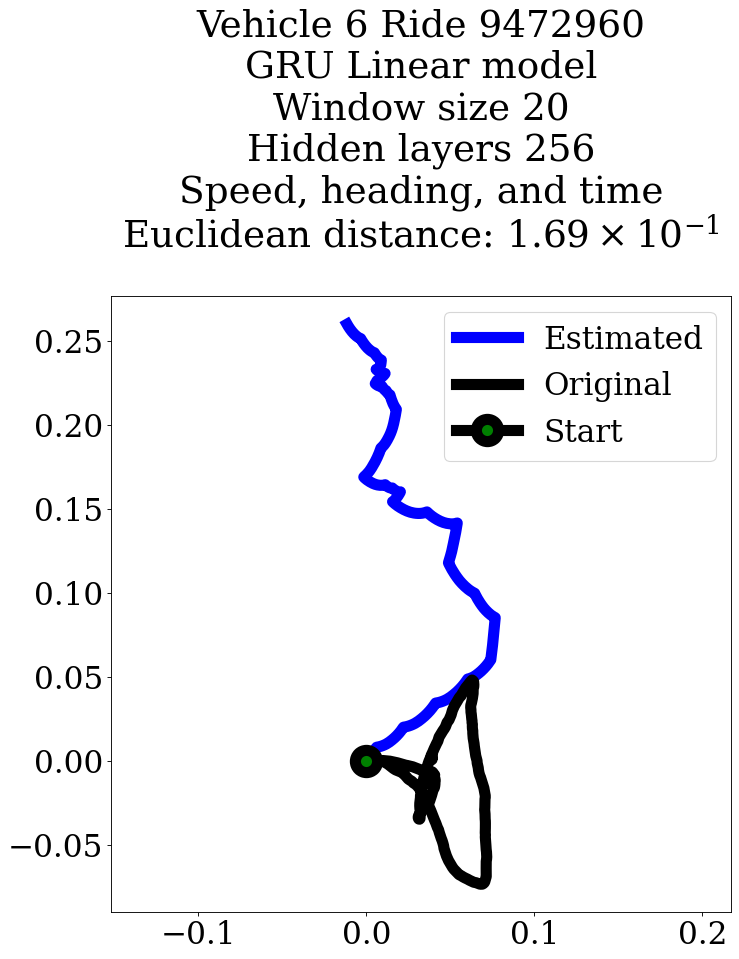 Vehicle 6 Ride 9472960
GRU Linear model
Window size 20
Hidden layers 256
Speed, heading, and time
Euclidean distance: 1.69 × 10⁻¹
Estimated
Original
Start
0.25
0.20
0.15
0.10
0.05
0.00
−0.05
−0.1
0.0
0.1
0.2